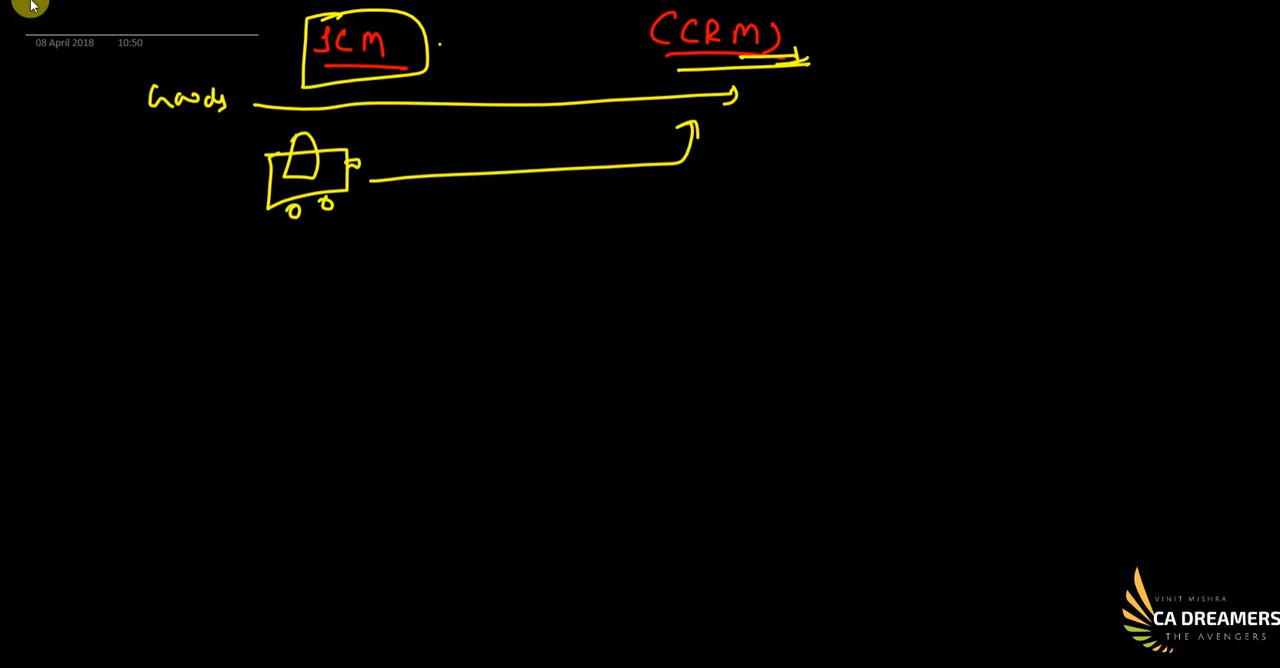 SCM
(CRM)
08 April 2018 10:50
Goods
VINIT MISHRA
CA DREAMERS
THE AVENGERS